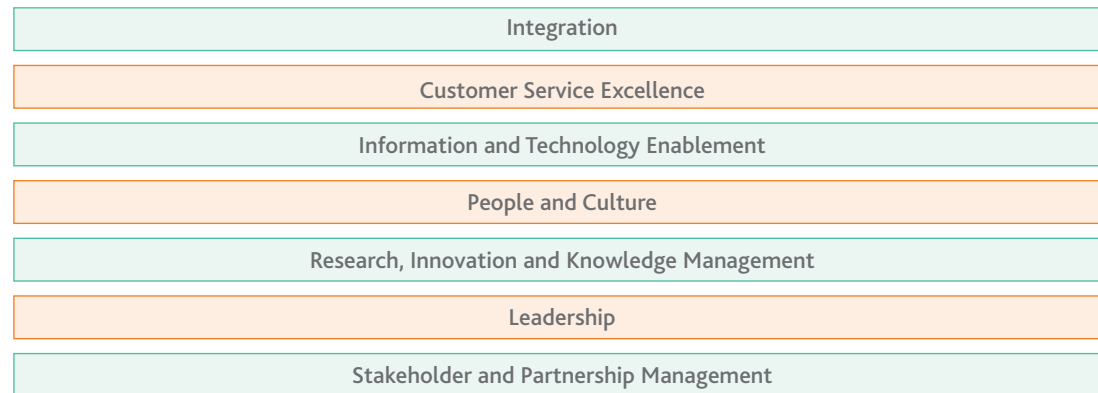 Integration
Customer Service Excellence
Information and Technology Enablement
People and Culture
Research, Innovation and Knowledge Management
Leadership
Stakeholder and Partnership Management